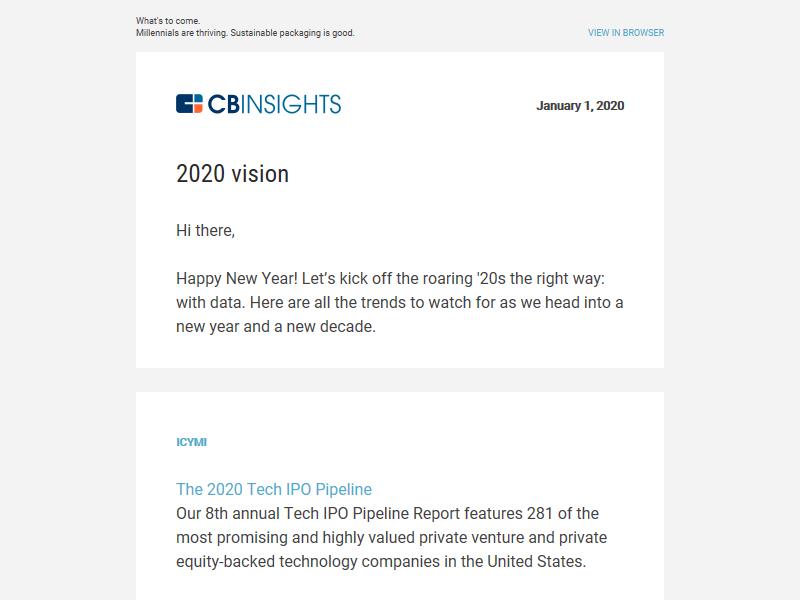 What's to come.
Millennials are thriving. Sustainable packaging is good.
VIEW IN BROWSER
CBINSIGHTS
January 1, 2020
2020 vision
Hi there,
Happy New Year! Let’s kick off the roaring '20s the right way:
with data. Here are all the trends to watch for as we head into a
new year and a new decade.
ICYMI
The 2020 Tech IPO Pipeline
Our 8th annual Tech IPO Pipeline Report features 281 of the
most promising and highly valued private venture and private
equity-backed technology companies in the United States.